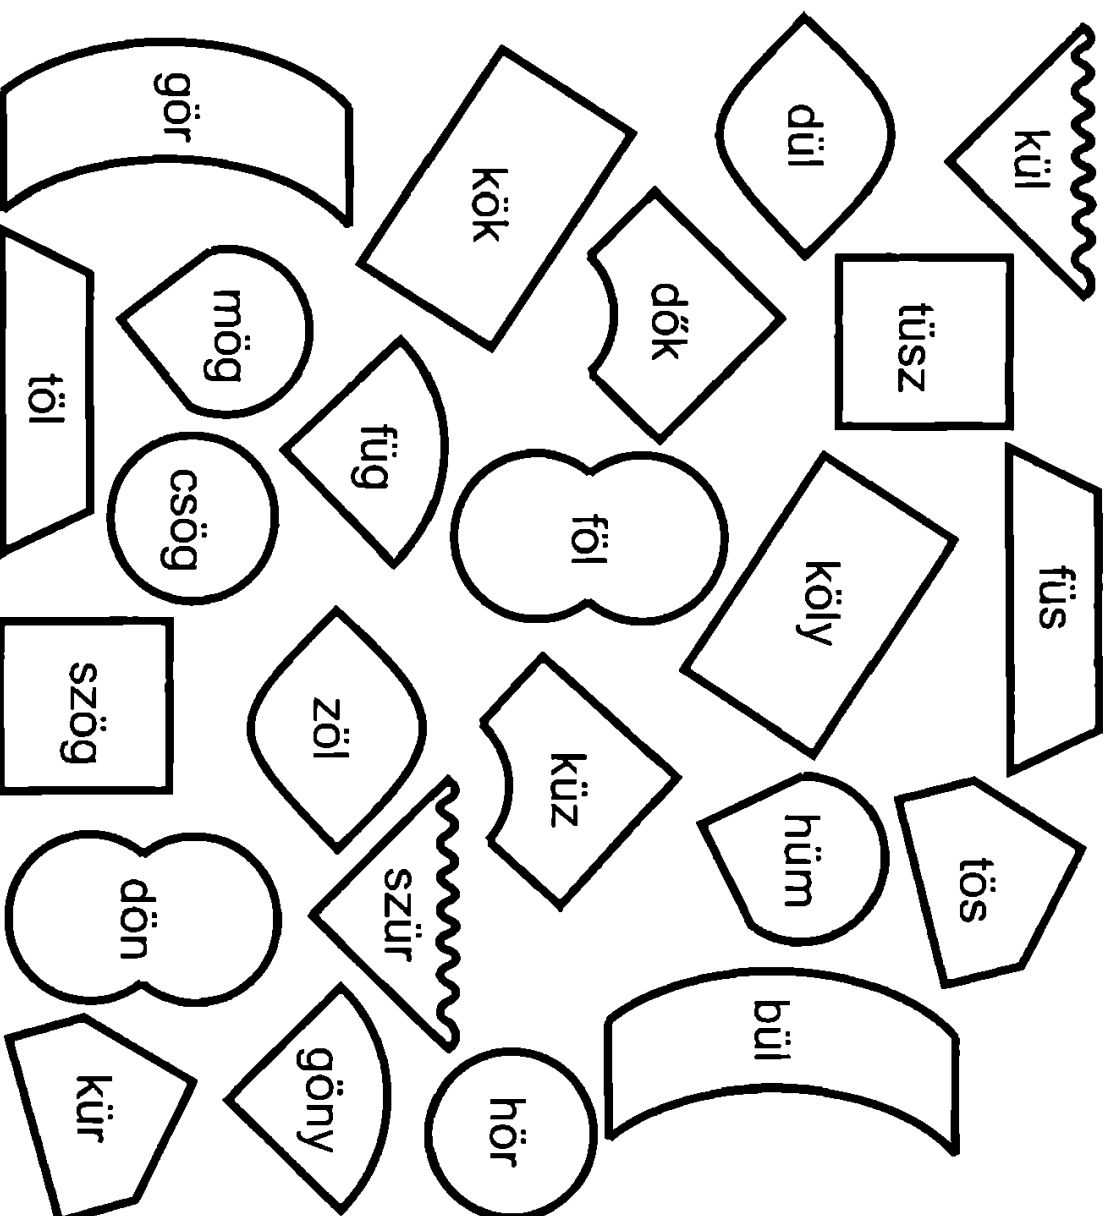 kül
füs
tös
tüsz
dül
köly
hüm
bül
dők
föl
küz
kök
hör
füg
szür
zöl
göny
mög
gör
csög
dön
töl
szög
kür